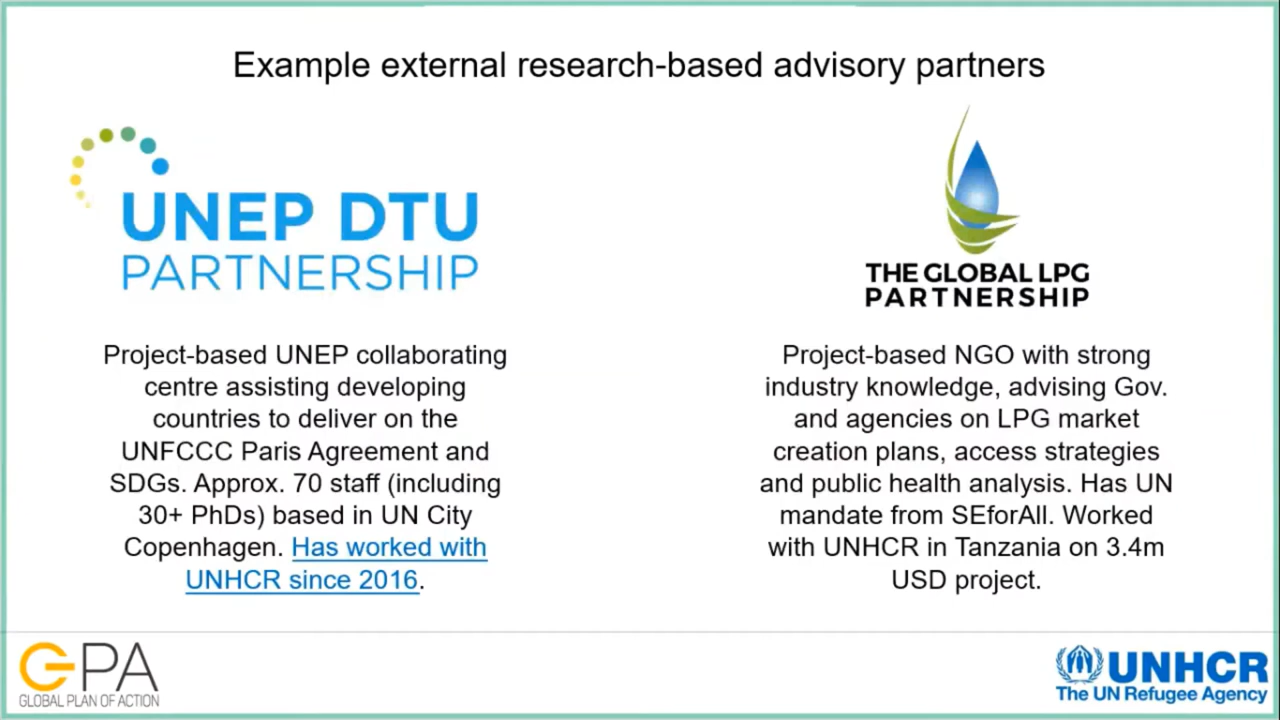 Example external research-based advisory partners
UNEP DTU
PARTNERSHIP
Project-based UNEP collaborating
centre assisting developing
countries to deliver on the
UNFCCC Paris Agreement and
SDGs. Approx. 70 staff (including
30+ PhDs) based in UN City
Copenhagen. Has worked with
UNHCR since 2016.
THE GLOBAL LPG
PARTNERSHIP
Project-based NGO with strong
industry knowledge, advising Gov.
and agencies on LPG market
creation plans, access strategies
and public health analysis. Has UN
mandate from SEforAll. Worked
with UNHCR in Tanzania on 3.4m
USD project.
GPA
GLOBAL PLAN OF ACTION
UNHCR
The UN Refugee Agency